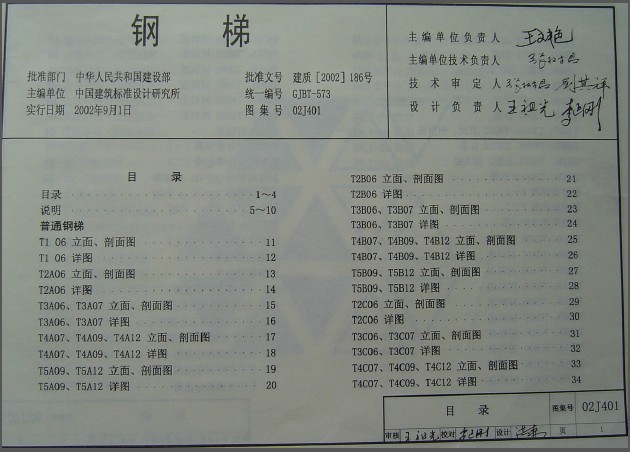 钢 梯
批准部门 中华人民共和国建设部
主编单位 中国建筑标准设计研究所
实行日期 2002年9月1日
批准文号 建质[2002]186号
统一编号 GJBT-573
图 集 号 02J401
主编单位负责人
主编单位技术负责人
技 术 审 定 人
设 计 负 责 人 王祖光
目 录
目录 1~4
说明 5~10
普通钢梯
T1 06 立面、剖面图 11
T1 06 详图 12
T2A06 立面、剖面图 13
T2A06 详图 14
T3A06、T3A07 立面、剖面图 15
T3A06、T3A07 详图 16
T4A07、T4A09、T4A12 立面、剖面图 17
T4A07、T4A09、T4A12 详图 18
T5A09、T5A12 立面、剖面图 19
T5A09、T5A12 详图 20
T2B06 立面、剖面图 21
T2B06 详图 22
T3B06、T3B07 立面、剖面图 23
T3B06、T3B07 详图 24
T4B07、T4B09、T4B12 立面、剖面图 25
T4B07、T4B09、T4B12 详图 26
T5B09、T5B12 立面、剖面图 27
T5B09、T5B12 详图 28
T2C06 立面、剖面图 29
T2C06 详图 30
T3C06、T3C07 立面、剖面图 31
T3C06、T3C07 详图 32
T4C07、T4C09、T4C12 立面、剖面图 33
T4C07、T4C09、T4C12 详图 34
目 录 图集号 02J401
审核 王祖光 校对 设计 页 1